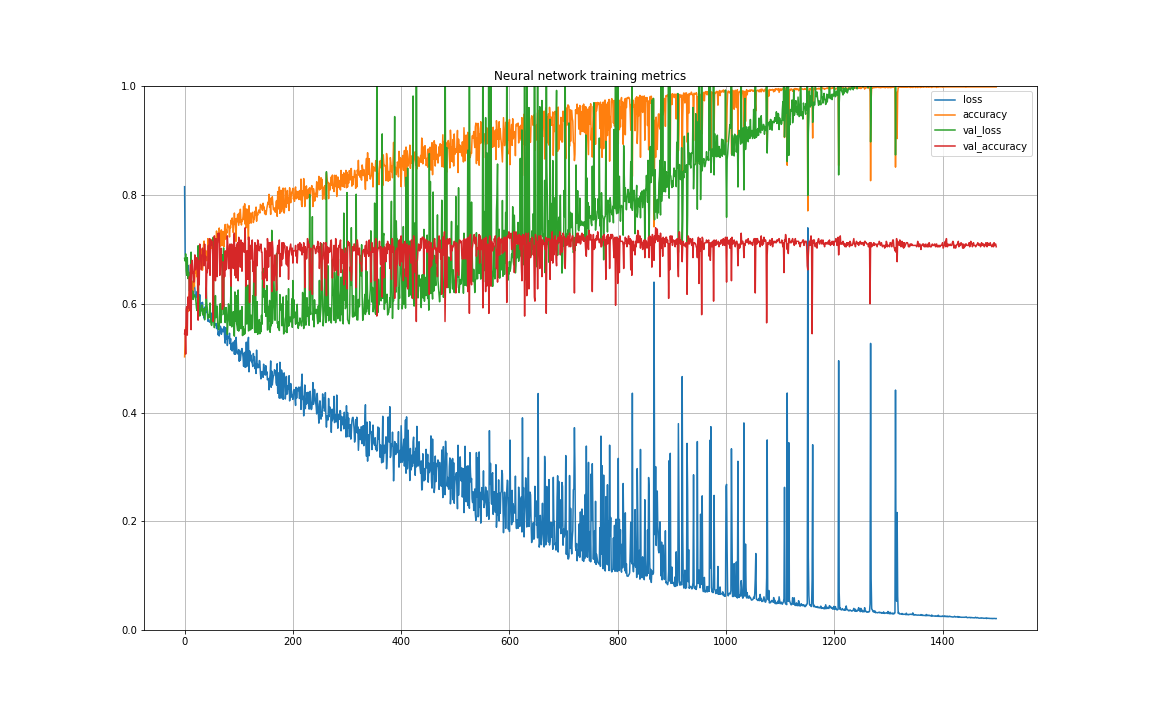 Neural network training metrics
1.0
0.8
0.6
0.4
0.2
0.0
0 200 400 600 800 1000 1200 1400
loss
accuracy
val_loss
val_accuracy